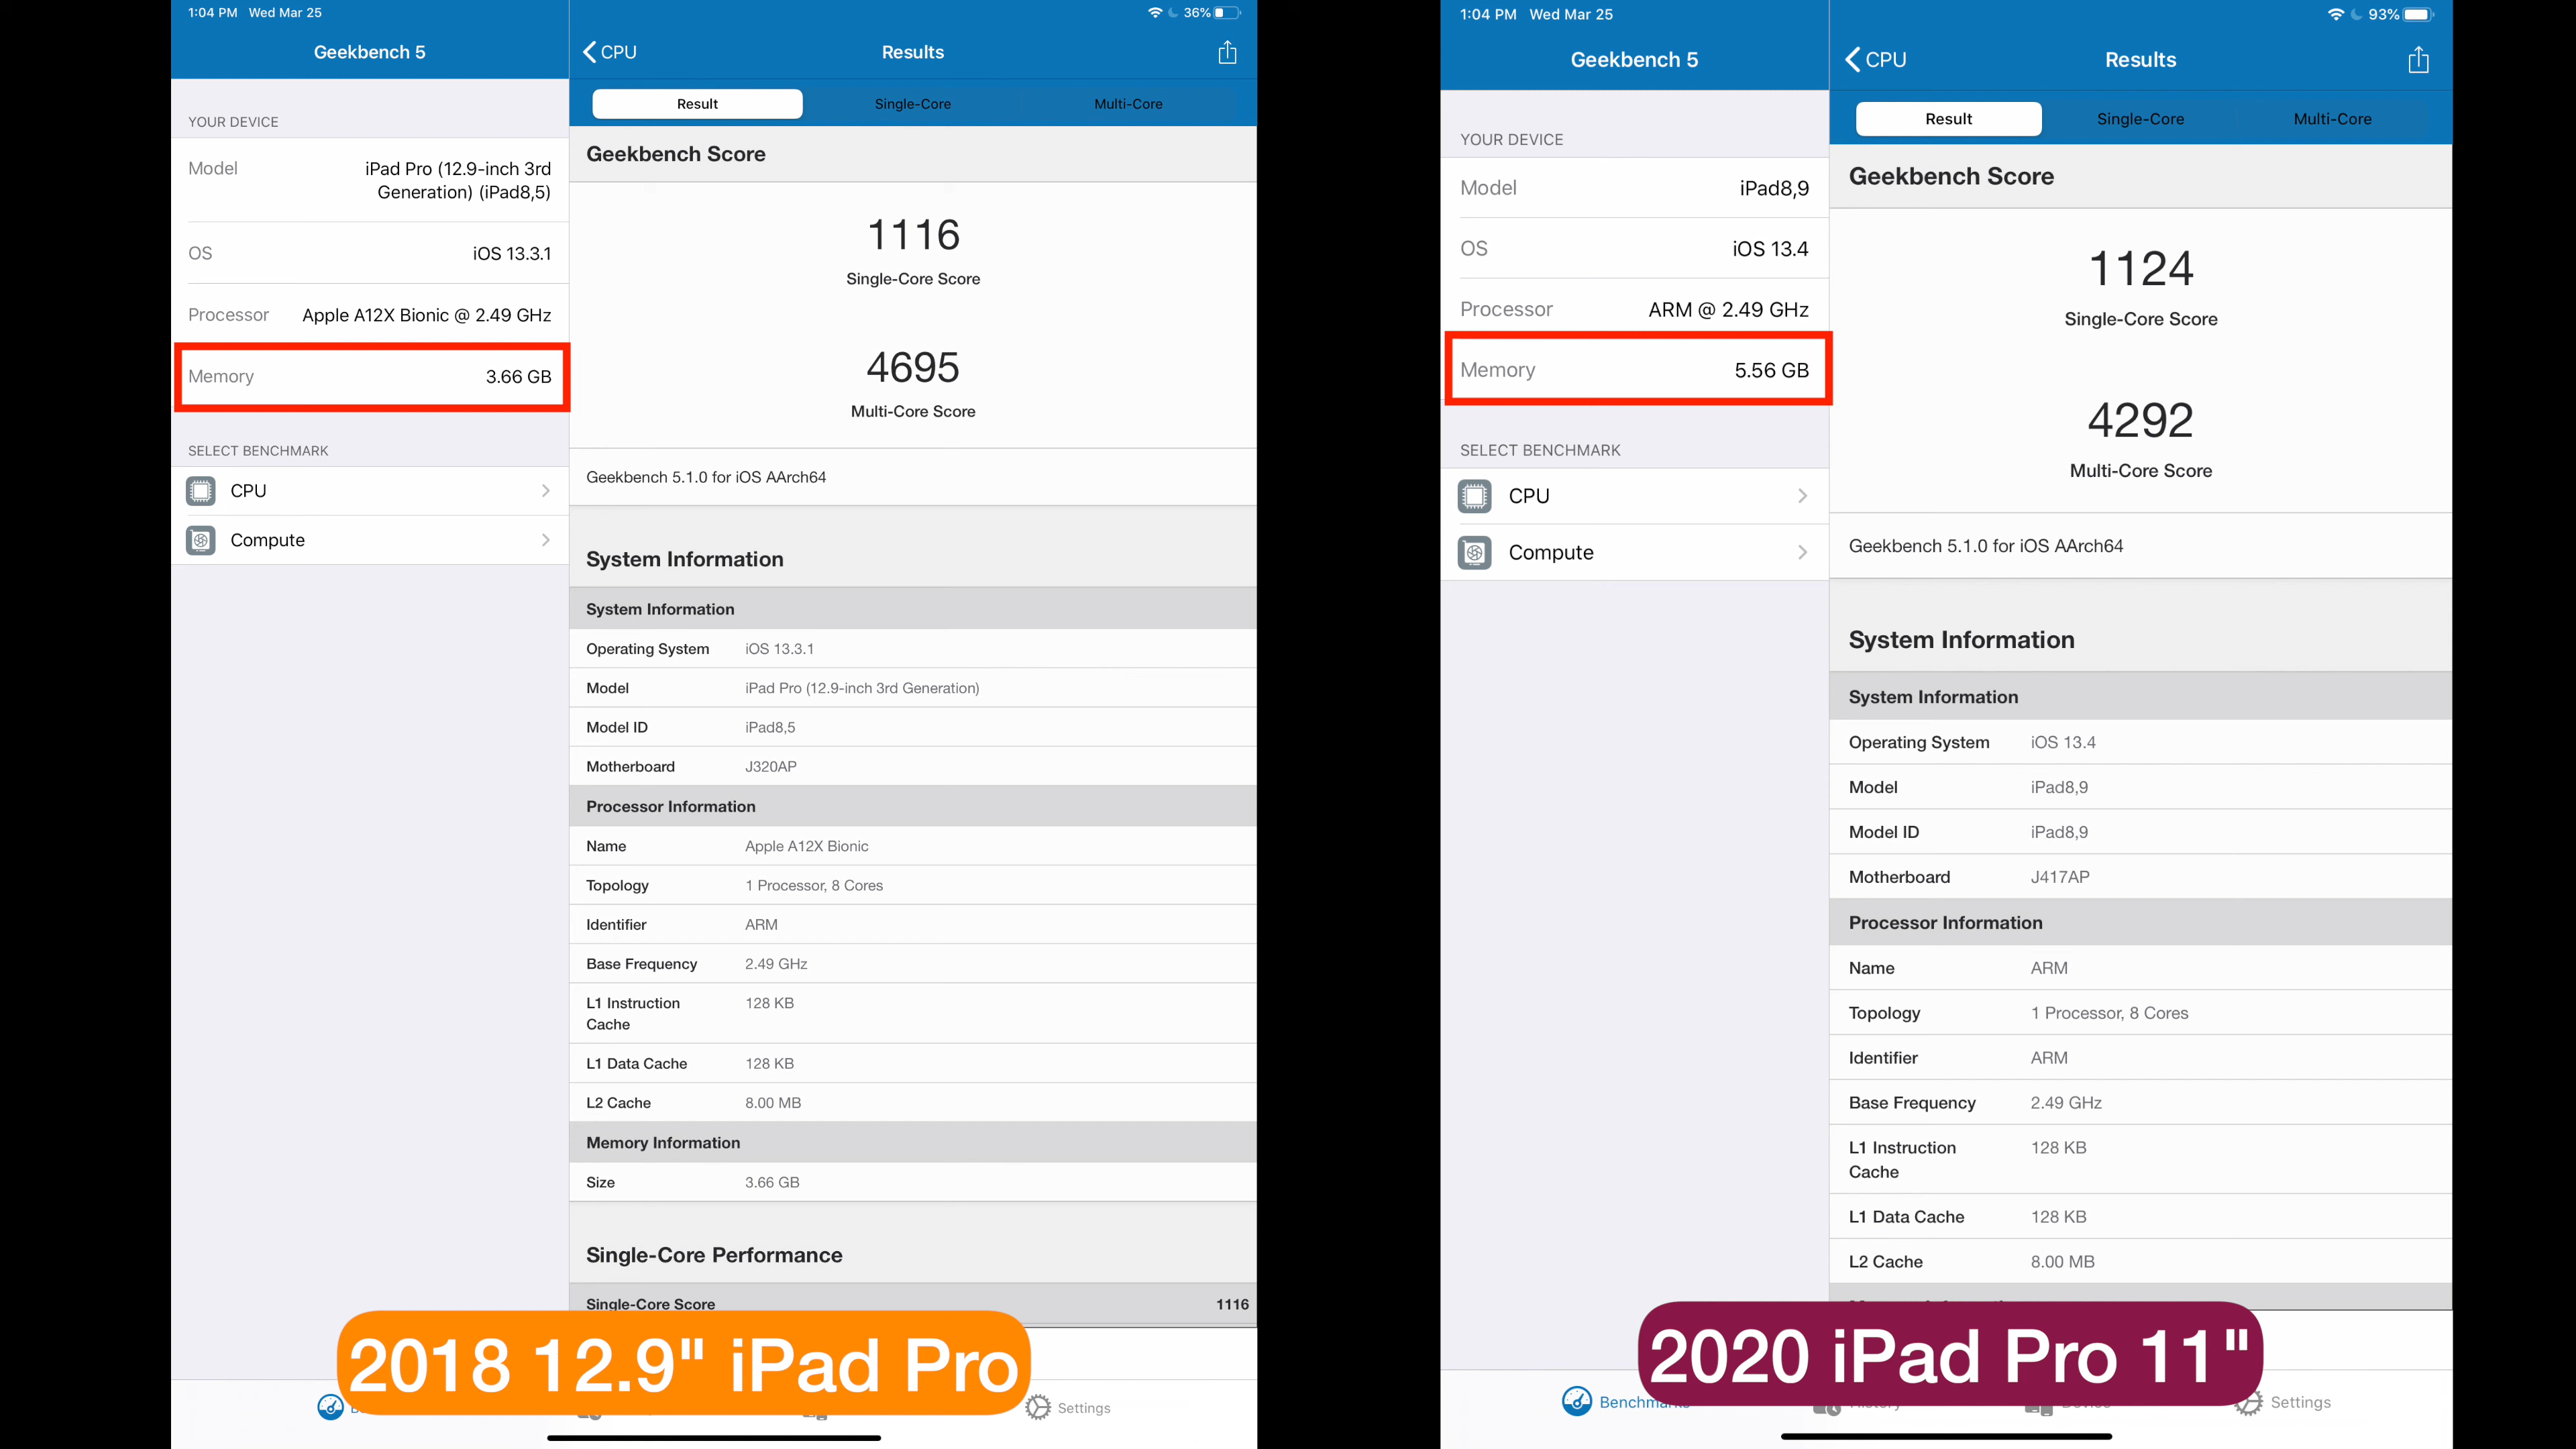 1:04 PM Wed Mar 25
36%
Geekbench 5
CPU
Results
Result
Single-Core
Multi-Core
YOUR DEVICE
Model
iPad Pro (12.9-inch 3rd
Generation) (iPad8,5)
OS
iOS 13.3.1
Processor
Apple A12X Bionic @ 2.49 GHz
Memory
3.66 GB
SELECT BENCHMARK
CPU
Compute
Geekbench Score
1116
Single-Core Score
4695
Multi-Core Score
Geekbench 5.1.0 for iOS AArch64
System Information
System Information
Operating System iOS 13.3.1
Model iPad Pro (12.9-inch 3rd Generation)
Model ID iPad8,5
Motherboard J320AP
Processor Information
Name Apple A12X Bionic
Topology 1 Processor, 8 Cores
Identifier ARM
Base Frequency 2.49 GHz
L1 Instruction 128 KB
Cache
L1 Data Cache 128 KB
L2 Cache 8.00 MB
Memory Information
Size 3.66 GB
Single-Core Performance
Single-Core Score 1116
2018 12.9" iPad Pro
Settings
1:04 PM Wed Mar 25
93%
Geekbench 5
CPU
Results
Result
Single-Core
Multi-Core
YOUR DEVICE
Model
iPad8,9
OS
iOS 13.4
Processor
ARM @ 2.49 GHz
Memory
5.56 GB
SELECT BENCHMARK
CPU
Compute
Geekbench Score
1124
Single-Core Score
4292
Multi-Core Score
Geekbench 5.1.0 for iOS AArch64
System Information
System Information
Operating System iOS 13.4
Model iPad8,9
Model ID iPad8,9
Motherboard J417AP
Processor Information
Name ARM
Topology 1 Processor, 8 Cores
Identifier ARM
Base Frequency 2.49 GHz
L1 Instruction 128 KB
Cache
L1 Data Cache 128 KB
L2 Cache 8.00 MB
2020 iPad Pro 11"
Settings